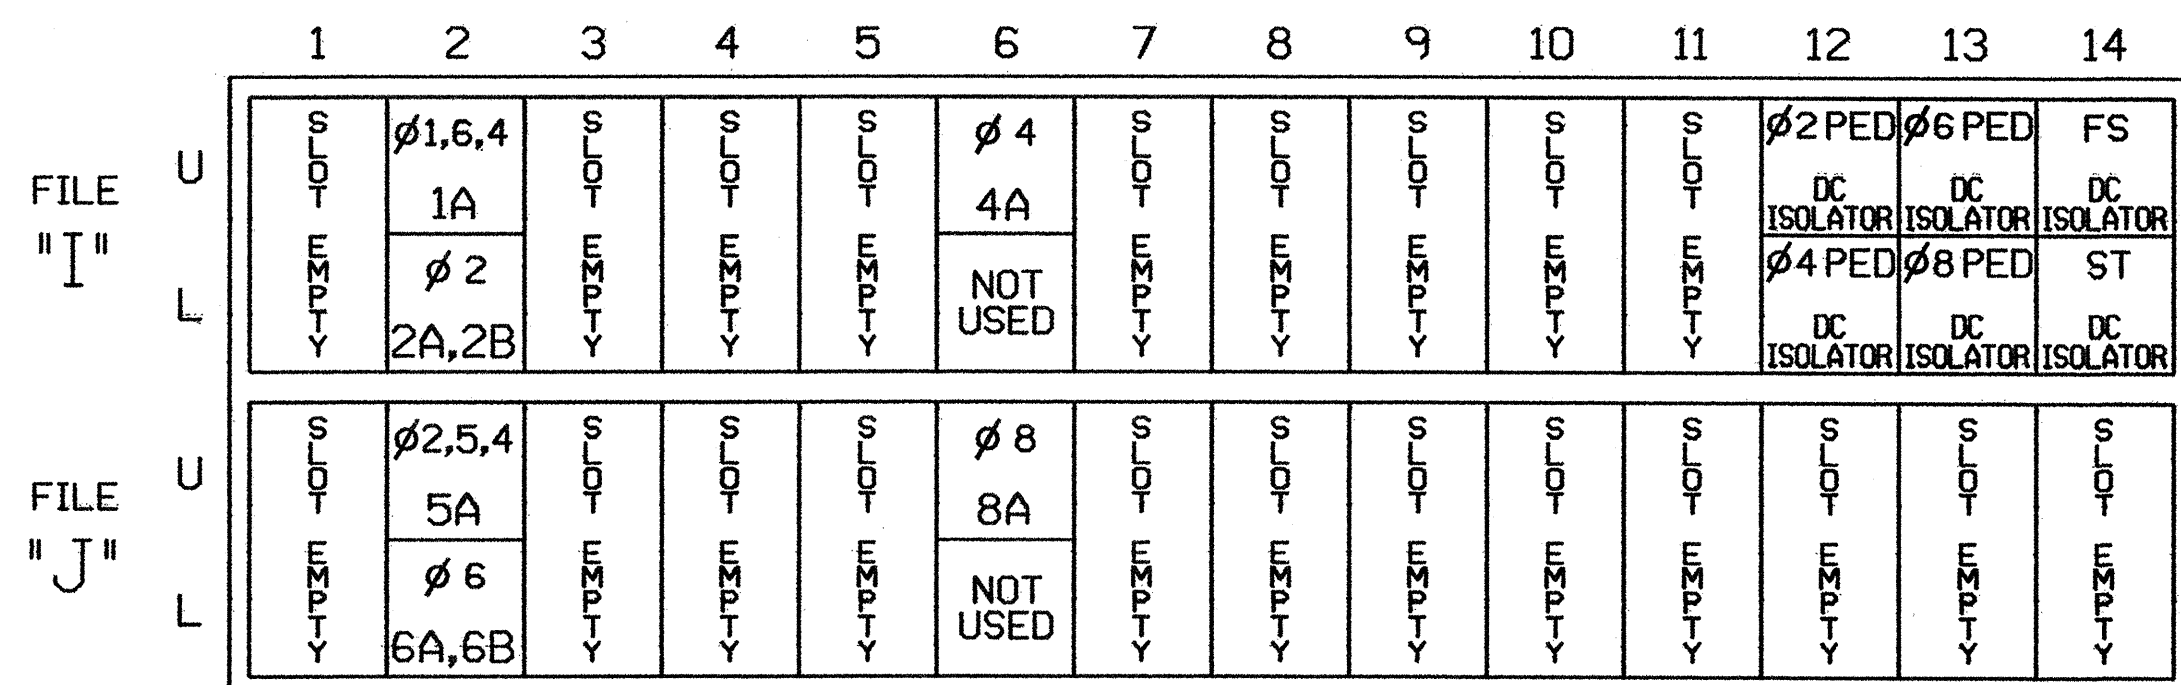 1 2 3 4 5 6 7 8 9 10 11 12 13 14
FILE "I"
U
L
SLOT EMPTY
Ø1,6,4
1A
Ø 2
2A,2B
SLOT EMPTY
SLOT EMPTY
SLOT EMPTY
Ø 4
4A
NOT
USED
SLOT EMPTY
SLOT EMPTY
SLOT EMPTY
SLOT EMPTY
SLOT EMPTY
Ø2 PED
DC
ISOLATOR
Ø4 PED
DC
ISOLATOR
Ø6 PED
DC
ISOLATOR
Ø8 PED
DC
ISOLATOR
FS
DC
ISOLATOR
ST
DC
ISOLATOR
FILE "J"
U
L
SLOT EMPTY
Ø2,5,4
5A
Ø 6
6A,6B
SLOT EMPTY
SLOT EMPTY
SLOT EMPTY
Ø 8
8A
NOT
USED
SLOT EMPTY
SLOT EMPTY
SLOT EMPTY
SLOT EMPTY
SLOT EMPTY
SLOT EMPTY
SLOT EMPTY
SLOT EMPTY